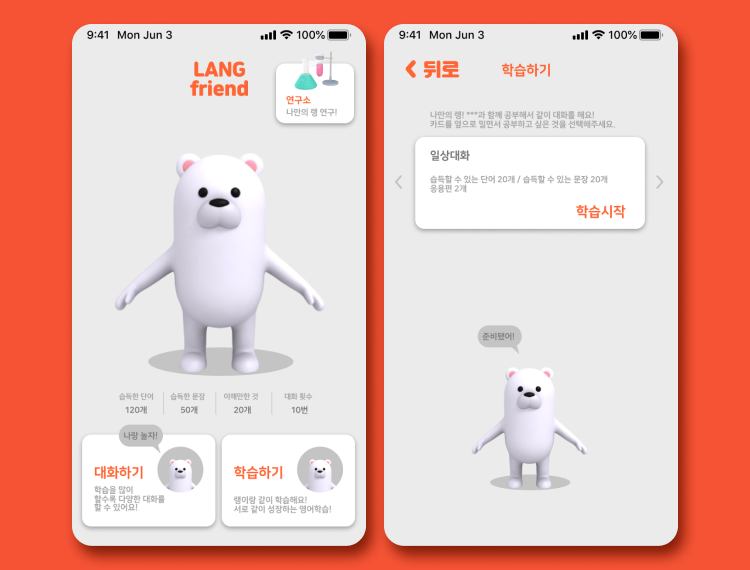 9:41 Mon Jun 3 100%
LANG
friend
연구소
나만의 랭 연구!
습득한 단어 습득한 문장 이해한한 것 대화 횟수
120개 50개 20개 10번
나랑 놀자!
대화하기
학습을 많이
할수록 다양한 대화를
할 수 있어요!
학습하기
랭이랑 같이 학습해요!
서로 같이 성장하는 영어학습!
9:41 Mon Jun 3 100%
뒤로
학습하기
나만의 랭! ***과 함께 공부해서 같이 대화를 해요!
카드를 옆으로 밀면서 공부하고 싶은 것을 선택해주세요.
일상대화
습득할 수 있는 단어 20개 / 습득할 수 있는 문장 20개
응용편 2개
학습시작
준비됐어!